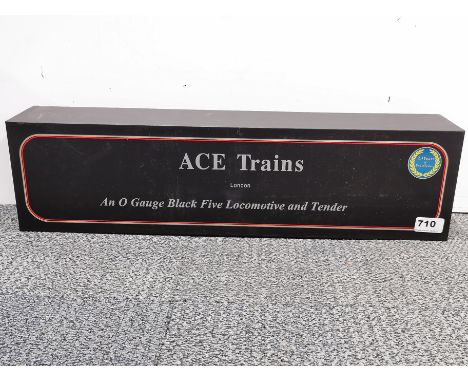 ACE Trains
London
An O Gauge Black Five Locomotive and Tender
710